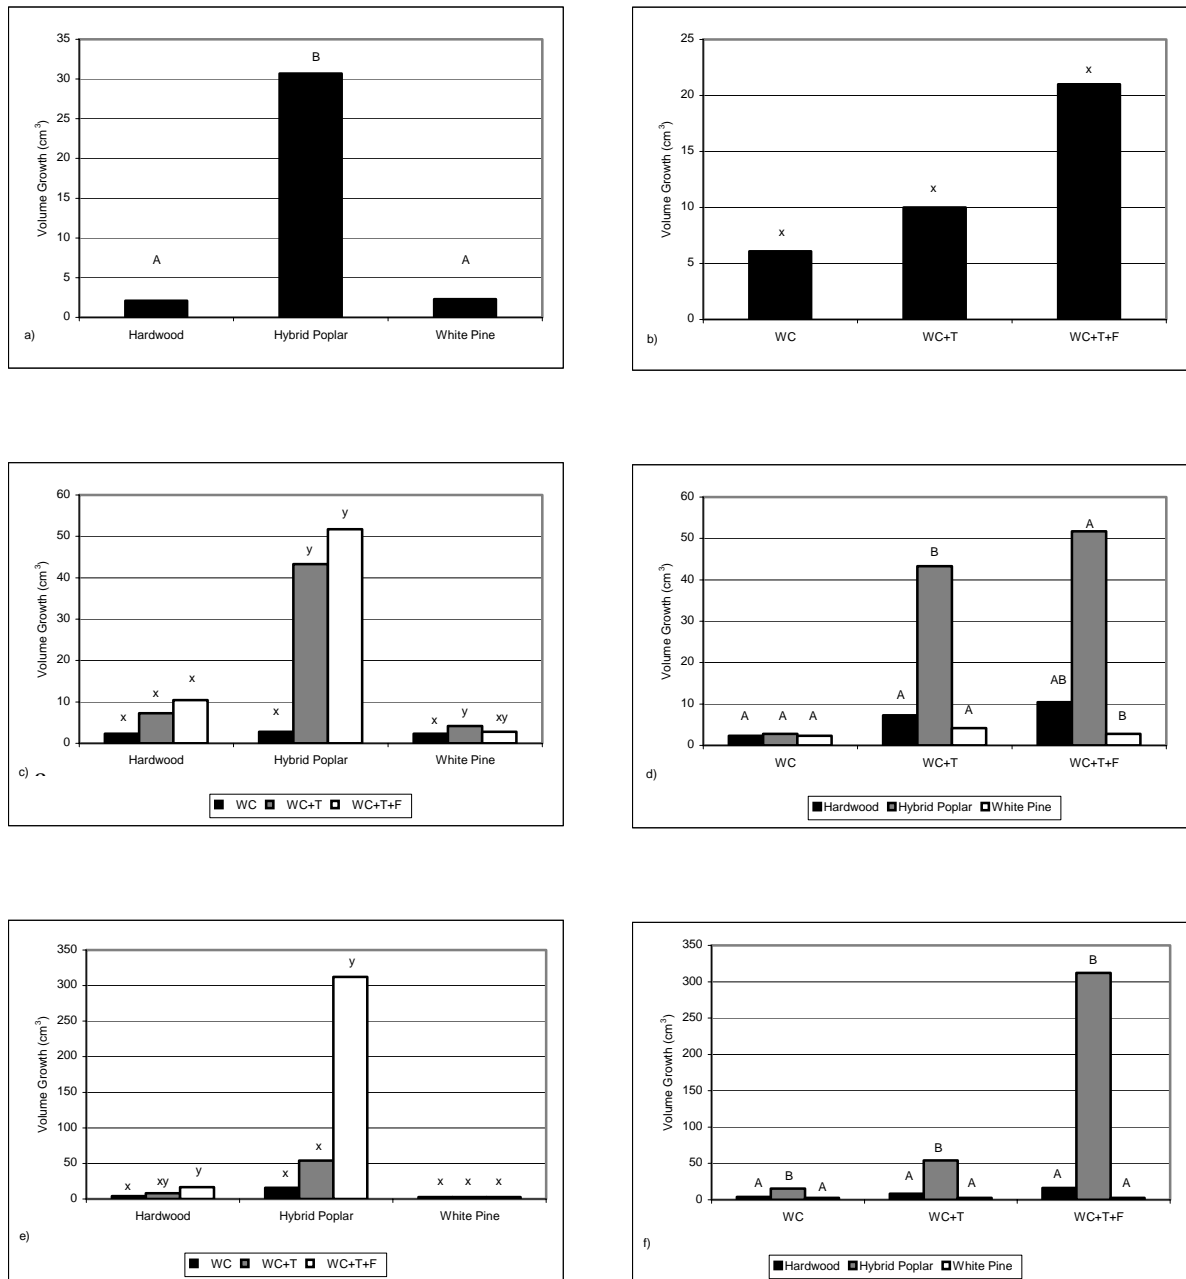 35
B
30
25
20
15
10
A
A
5
0
Hardwood Hybrid Poplar White Pine
Volume Growth (cm³)
a)
25
x
20
15
x
10
x
5
0
WC WC+T WC+T+F
Volume Growth (cm³)
b)
60
y
50
y
40
30
20
x
10
x
x x x y xy
0
Hardwood Hybrid Poplar White Pine
Volume Growth (cm³)
c)
WC WC+T WC+T+F
60
A
50
B
40
30
20
AB
10
A A A A A B
0
WC WC+T WC+T+F
Volume Growth (cm³)
d)
Hardwood Hybrid Poplar White Pine
350
y
300
250
200
150
100
x
50
x xy y x x x x
0
Hardwood Hybrid Poplar White Pine
Volume Growth (cm³)
e)
WC WC+T WC+T+F
350
B
300
250
200
150
100
B
50
A B A A A A A
0
WC WC+T WC+T+F
Volume Growth (cm³)
f)
Hardwood Hybrid Poplar White Pine